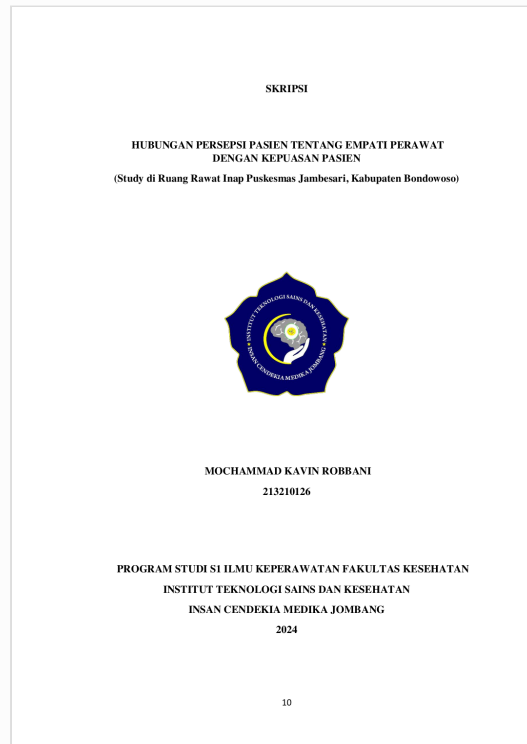 SKRIPSI
HUBUNGAN PERSEPSI PASIEN TENTANG EMPATI PERAWAT
DENGAN KEPUASAN PASIEN
(Study di Ruang Rawat Inap Puskesmas Jambesari, Kabupaten Bondowoso)
INSTITUT TEKNOLOGI SAINS DAN KESEHATAN
INSAN CENDEKIA MEDIKA JOMBANG
MOCHAMMAD KAVIN ROBBANI
213210126
PROGRAM STUDI S1 ILMU KEPERAWATAN FAKULTAS KESEHATAN
INSTITUT TEKNOLOGI SAINS DAN KESEHATAN
INSAN CENDEKIA MEDIKA JOMBANG
2024
10